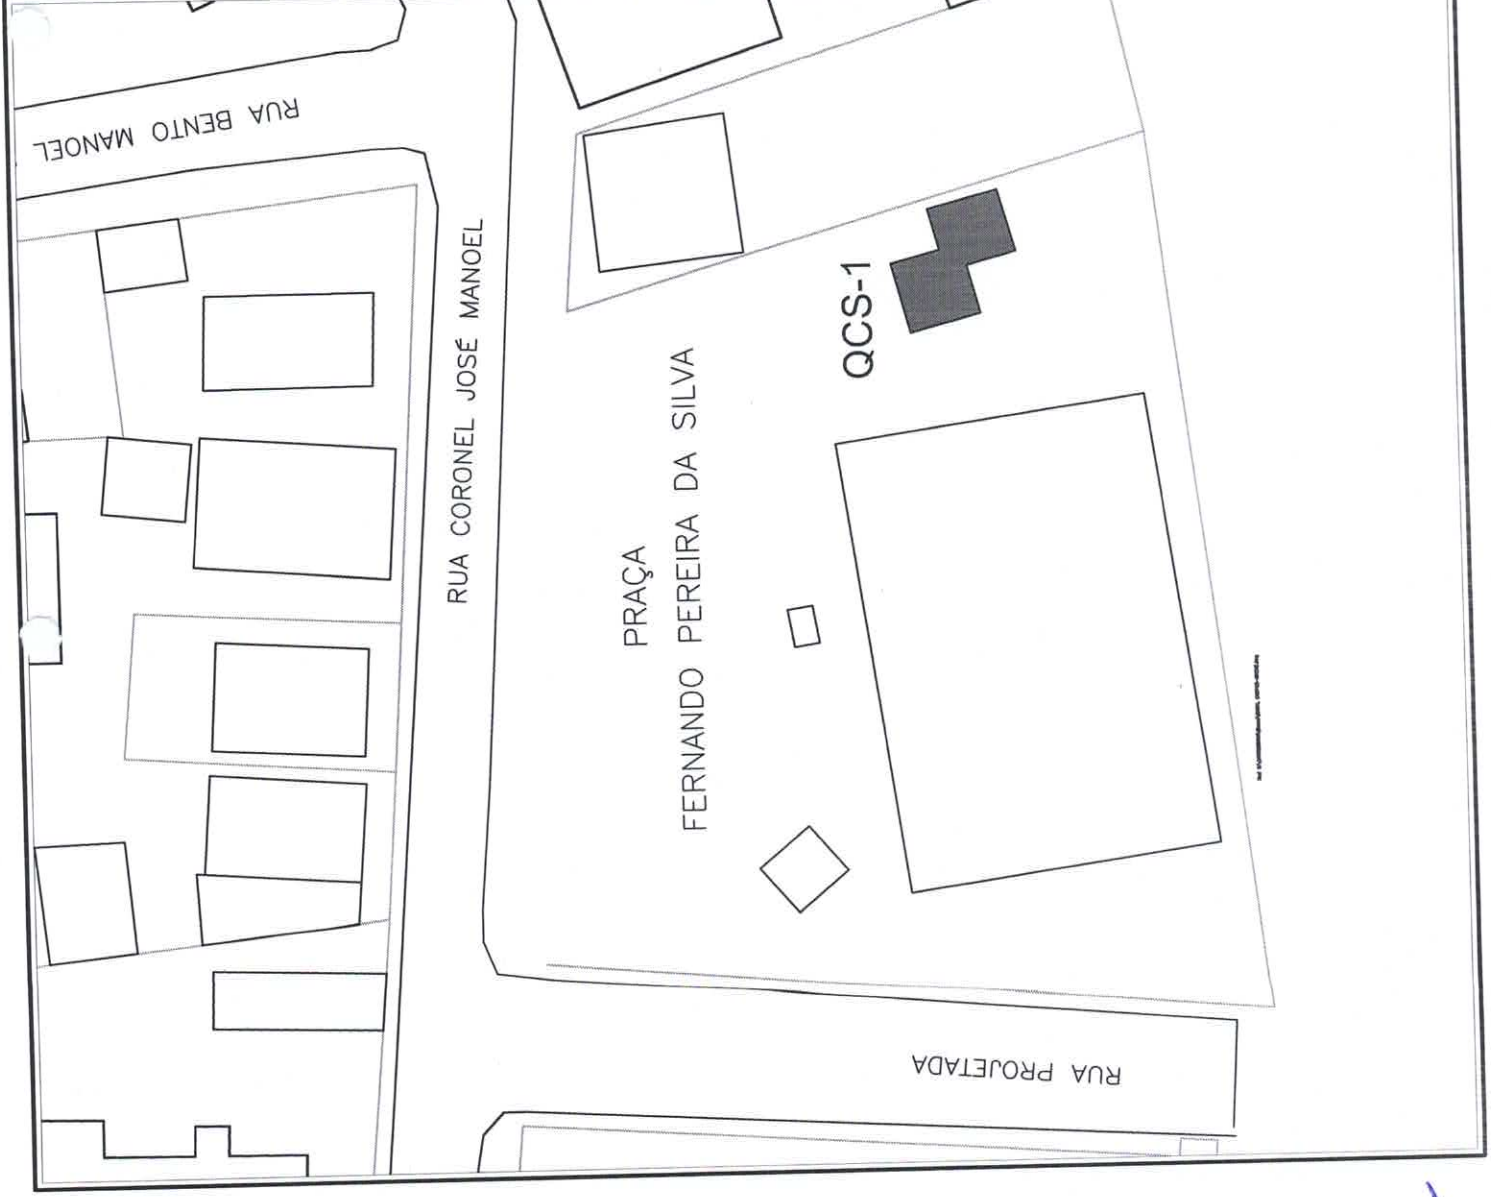 RUA BENTO MANOEL
RUA CORONEL JOSÉ MANOEL
PRAÇA
FERNANDO PEREIRA DA SILVA
QCS-1
RUA PROJETADA